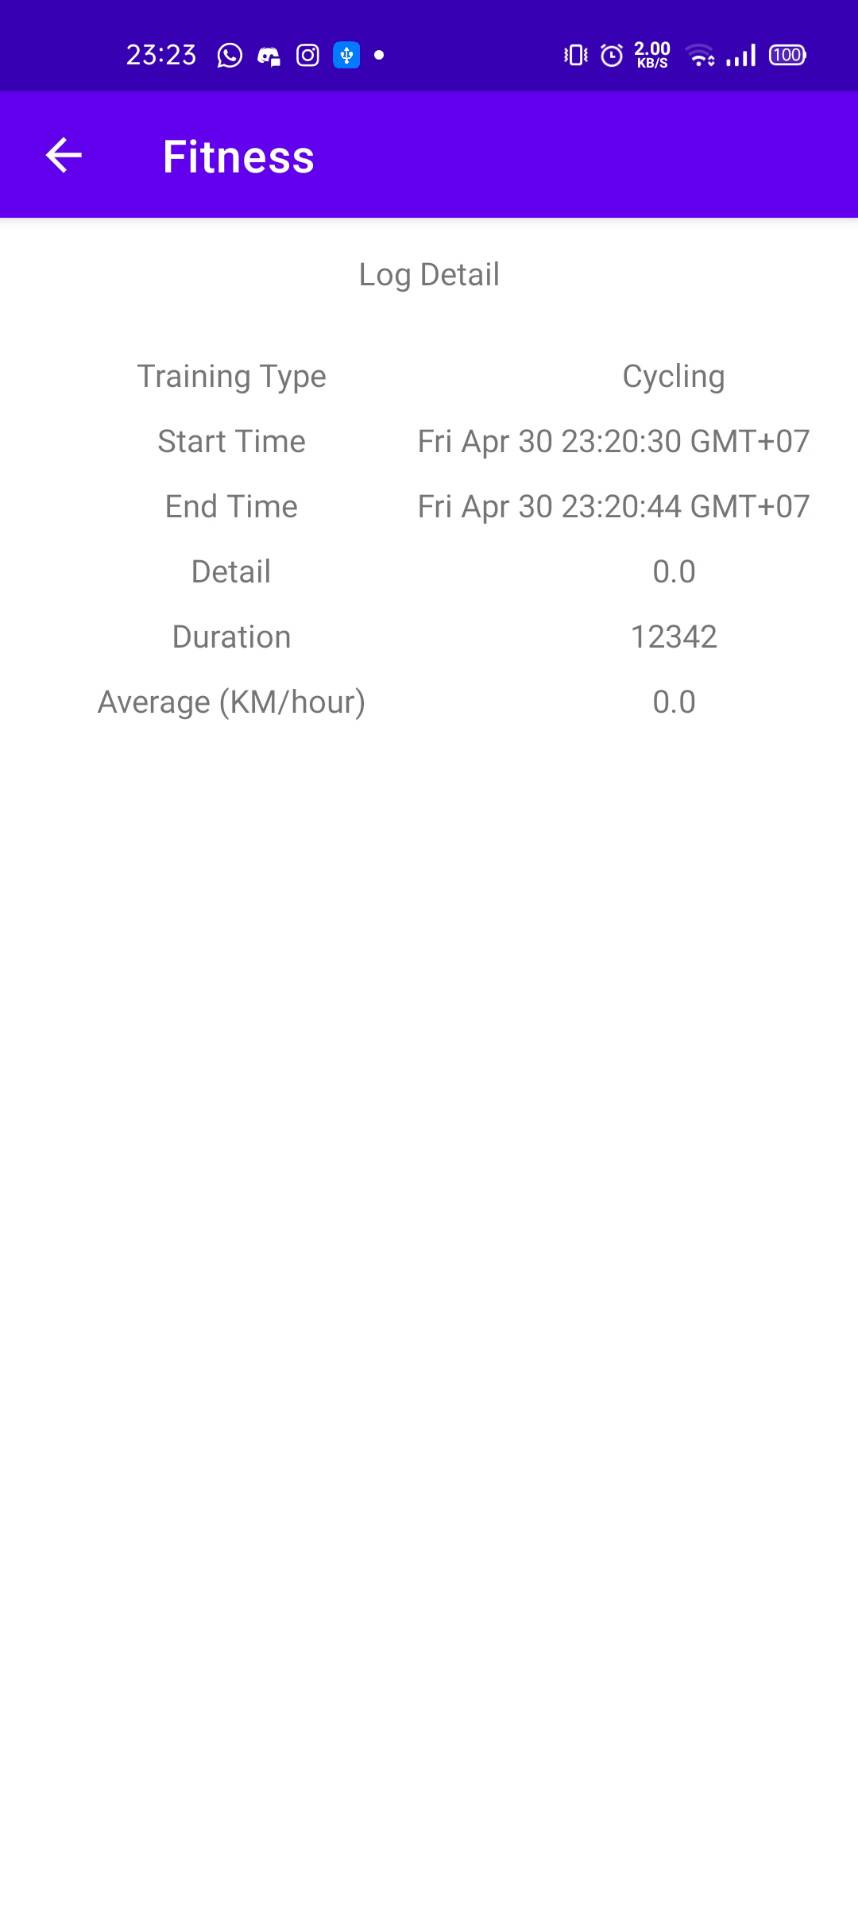 23:23 2.00 KB/S 100
Fitness
Log Detail
Training Type Cycling
Start Time Fri Apr 30 23:20:30 GMT+07
End Time Fri Apr 30 23:20:44 GMT+07
Detail 0.0
Duration 12342
Average (KM/hour) 0.0